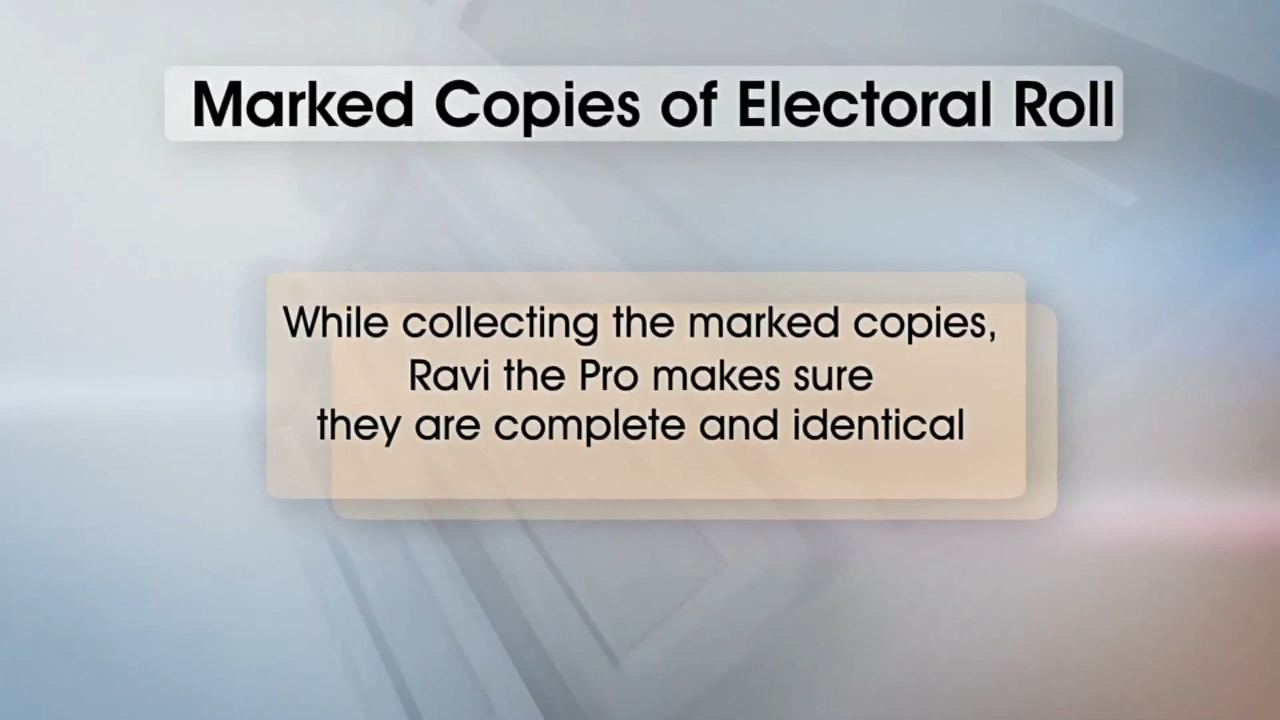 Marked Copies of Electoral Roll
While collecting the marked copies,
Ravi the Pro makes sure
they are complete and identical